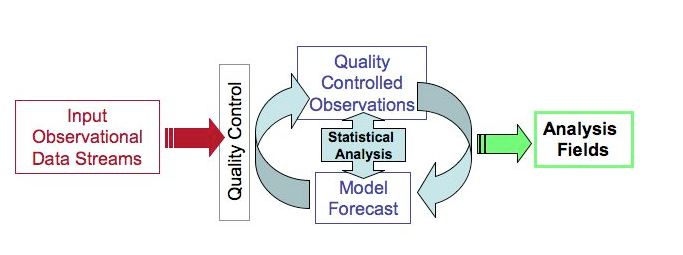 Input
Observational
Data Streams
Quality Control
Quality
Controlled
Observations
Statistical
Analysis
Model
Forecast
Analysis
Fields